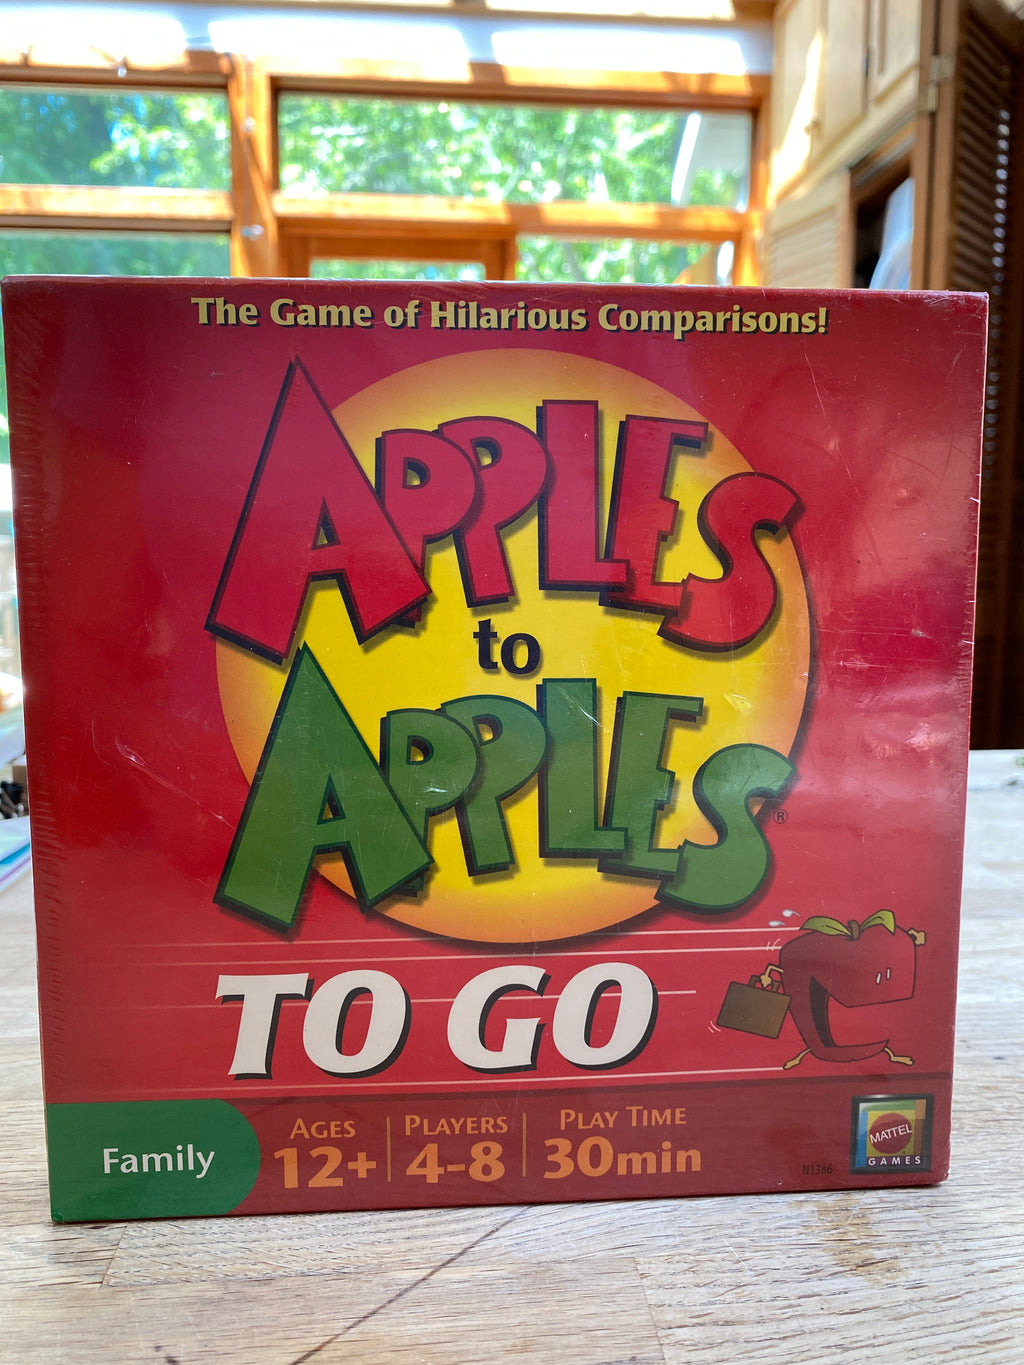 The Game of Hilarious Comparisons!
APPLES
to
APPLES®
TO GO
Family
AGES
12+
PLAYERS
4-8
PLAY TIME
30min
N1386
MATTEL
GAMES